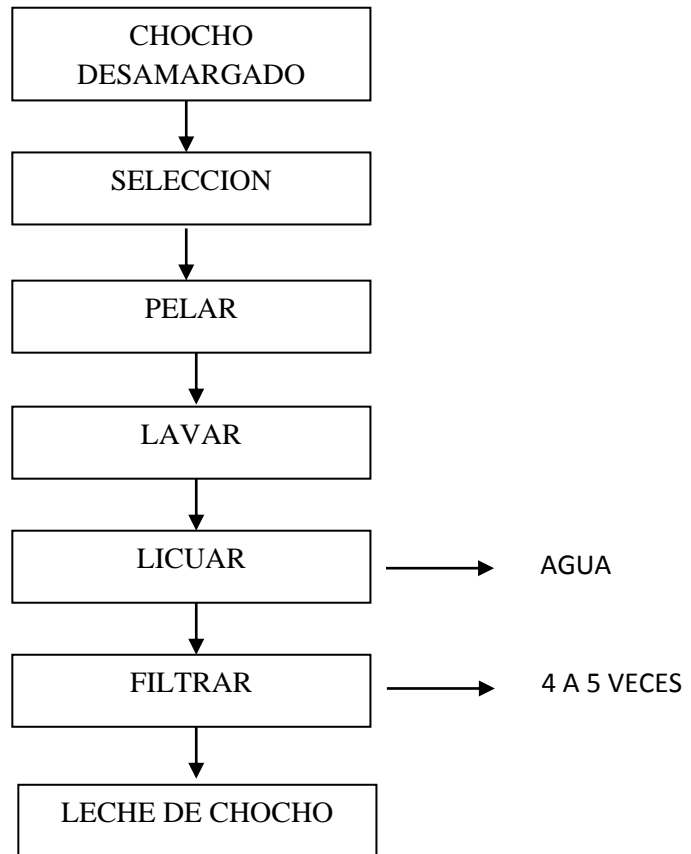 CHOCHO
DESAMARGADO
SELECCION
PELAR
LAVAR
LICUAR
AGUA
FILTRAR
4 A 5 VECES
LECHE DE CHOCHO